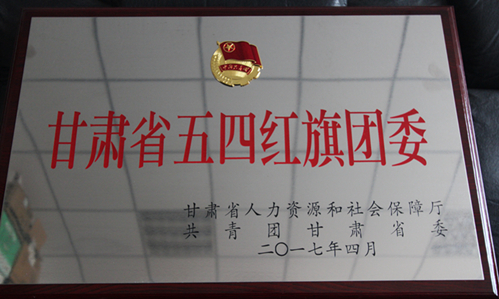 甘肃省五四红旗团委
甘肃省人力资源和社会保障厅
共青团甘肃省委
二〇一七年四月